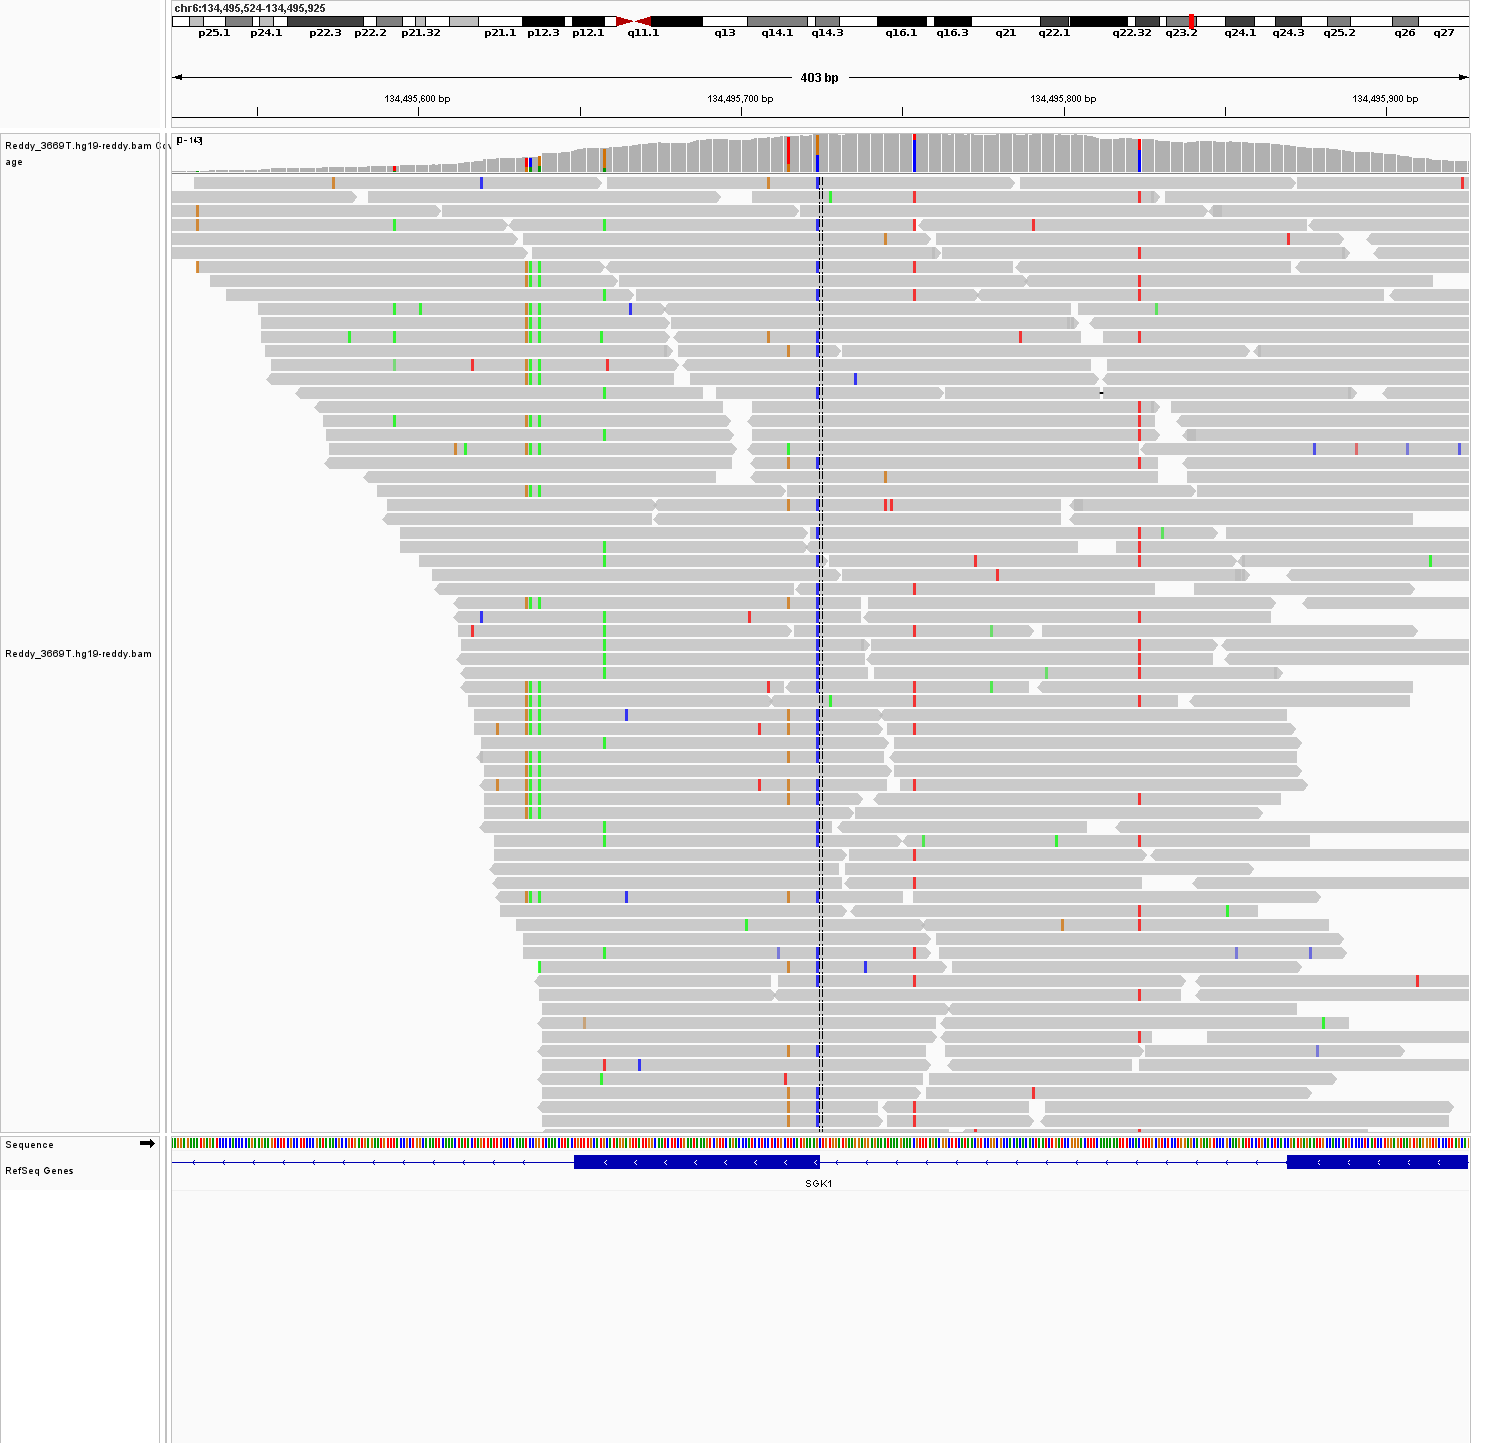 chr6:134,495,524-134,495,925
p25.1 p24.1 p22.3 p22.2 p21.32 p21.1 p12.3 p12.1 q11.1 q13 q14.1 q14.3 q16.1 q16.3 q21 q22.1 q22.32 q23.2 q24.1 q24.3 q25.2 q26 q27
403 bp
134,495,600 bp 134,495,700 bp 134,495,800 bp 134,495,900 bp
[0 - 143]
Reddy_3669T.hg19-reddy.bam Cov
age
Reddy_3669T.hg19-reddy.bam
Sequence
RefSeq Genes
SGK1